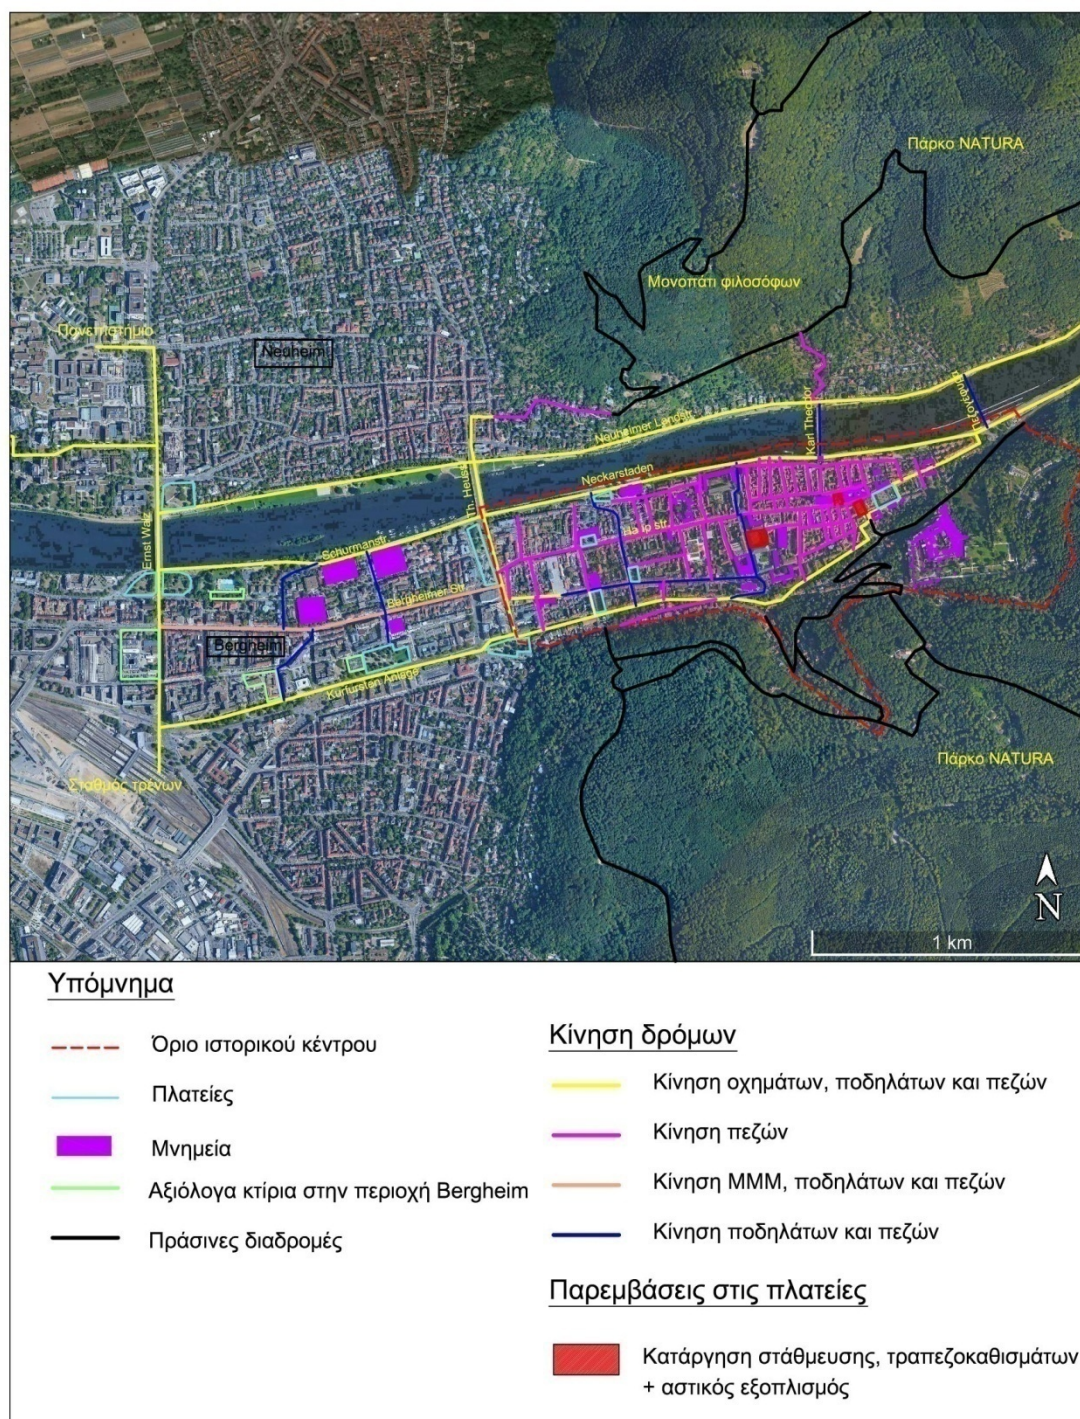 Πάρκο NATURA
Μονοπάτι φιλοσόφων
Πανεπιστήμιο
Neuheim
Neuheimer Landstr.
Karl Theodor
Th. Heuss
Neckarstaden
Ernst Walz
Schurmanstr.
Bergheimer Str.
Bergheim
Kurfursten Anlage
Πάρκο NATURA
Σταθμός τρένων
N
1 km
Υπόμνημα
Όριο ιστορικού κέντρου
Πλατείες
Μνημεία
Αξιόλογα κτίρια στην περιοχή Bergheim
Πράσινες διαδρομές
Κίνηση δρόμων
Κίνηση οχημάτων, ποδηλάτων και πεζών
Κίνηση πεζών
Κίνηση ΜΜΜ, ποδηλάτων και πεζών
Κίνηση ποδηλάτων και πεζών
Παρεμβάσεις στις πλατείες
Κατάργηση στάθμευσης, τραπεζοκαθισμάτων
+ αστικός εξοπλισμός